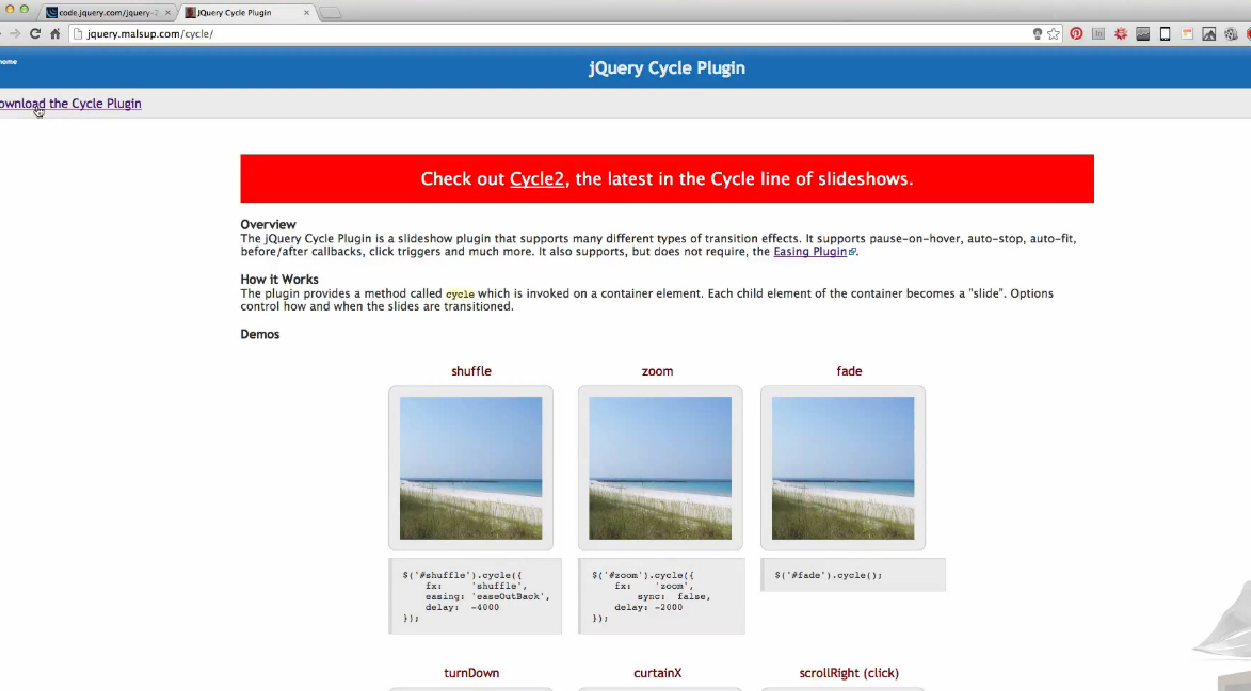 code.jquery.com/jquery-2
jQuery Cycle Plugin
jquery.malsup.com/cycle/
home
jQuery Cycle Plugin
ownload the Cycle Plugin
Check out Cycle2, the latest in the Cycle line of slideshows.
Overview
The jQuery Cycle Plugin is a slideshow plugin that supports many different types of transition effects. It supports pause-on-hover, auto-stop, auto-fit,
before/after callbacks, click triggers and much more. It also supports, but does not require, the Easing Plugin.
How it Works
The plugin provides a method called cycle which is invoked on a container element. Each child element of the container becomes a "slide". Options
control how and when the slides are transitioned.
Demos
shuffle
$('#shuffle').cycle({
fx: 'shuffle',
easing: 'easeOutBack',
delay: -4000
});
zoom
$('#zoom').cycle({
fx: 'zoom',
sync: false,
delay: -2000
});
fade
$('#fade').cycle();
turnDown
curtainX
scrollRight (click)